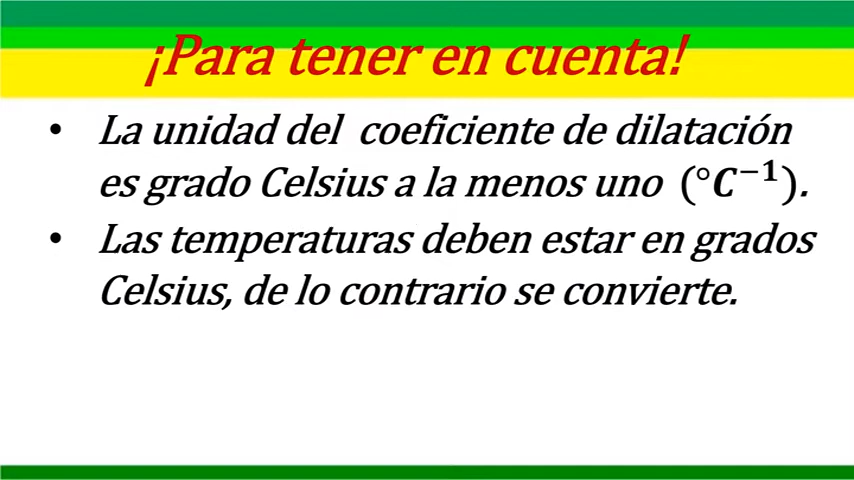 ¡Para tener en cuenta!
• La unidad del coeficiente de dilatación
es grado Celsius a la menos uno (°C⁻¹).
• Las temperaturas deben estar en grados
Celsius, de lo contrario se convierte.